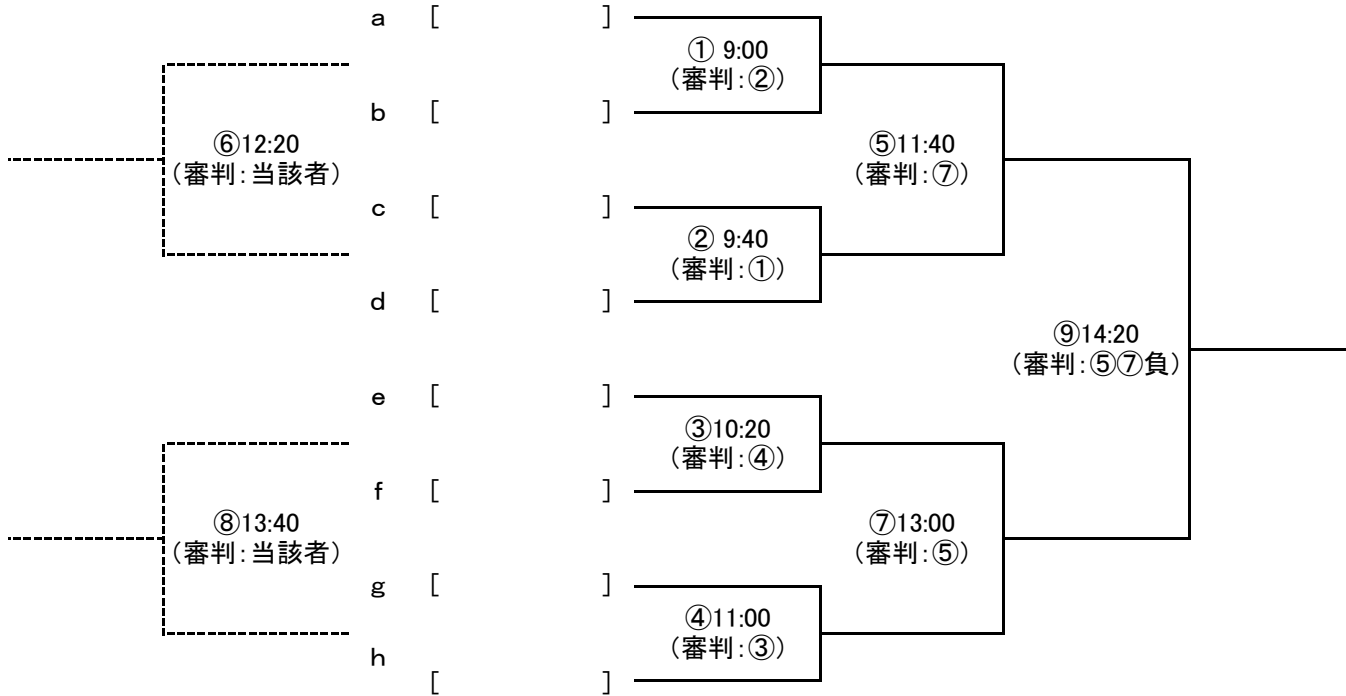 a [ ]
① 9:00
(審判:②)
b [ ]
⑥12:20
(審判:当該者)
⑤11:40
(審判:⑦)
c [ ]
② 9:40
(審判:①)
d [ ]
⑨14:20
(審判:⑤⑦負)
e [ ]
③10:20
(審判:④)
f [ ]
⑧13:40
(審判:当該者)
⑦13:00
(審判:⑤)
g [ ]
④11:00
(審判:③)
h
[ ]